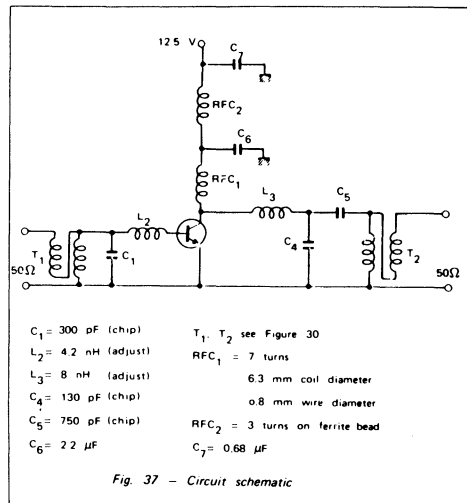 12 5 V
C7
RFC2
C6
RFC1
L3
C5
L2
T1
C1
C4
T2
50Ω
50Ω
C1= 300 pF (chip)
L2= 4.2 nH (adjust)
L3= 8 nH (adjust)
C4= 130 pF (chip)
C5= 750 pF (chip)
C6= 2 2 µF
T1, T2 see Figure 30
RFC1 = 7 turns
6.3 mm coil diameter
0.8 mm wire diameter
RFC2 = 3 turns on ferrite bead
C7= 0.68 µF
Fig. 37 – Circuit schematic